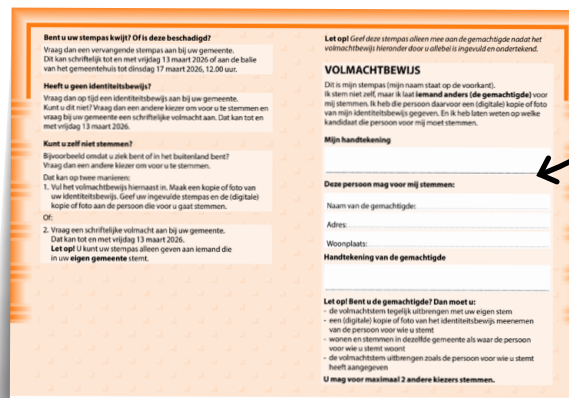 Bent u uw stempas kwijt? Of is deze beschadigd?
Vraag dan een vervangende stempas aan bij uw gemeente.
Dit kan schriftelijk tot en met vrijdig 13 maart 2026 of aan de balie
van het gemeentehuis tot dinsdag 17 maart 2026, 12.00 uur.
Heeft u geen identiteitsbewijs?
Vraag dan op tijd een identiteitsbewijs aan bij uw gemeente.
Kunt u dit niet? Vraag dan een andere kiezer om voor u te stemmen en
vraag bij uw gemeente een schriftelijke volmacht aan. Dat kan tot en
met vrijdag 13 maart 2026.
Kunt u zelf niet stemmen?
Bijvoorbeeld omdat u ziek bent of in het buitenland bent?
Vraag dan een andere kiezer om voor u te stemmen.
Dat kan op twee manieren:
1. Vul het volmachtbewijs hiernaast in. Maak een kopie of foto van
uw identiteitsbewijs. Geef uw ingevulde stempas en de (digitale)
kopie of foto aan de persoon die voor u gaat stemmen.
Of:
2. Vraag een schriftelijke volmacht aan bij uw gemeente.
Dat kan tot en met vrijdag 13 maart 2026.
Let op! U kunt uw stempas alleen geven aan iemand die
in uw eigen gemeente stemt.
Let op! Geef deze stempas alleen mee aan de gemachtigde nadat het
volmachtbewijs hieronder door u allebei is ingevuld en ondertekend.
VOLMACHTBEWIJS
Dit is mijn stempas (mijn naam staat op de voorkant).
Ik stem niet zelf, maar ik laat iemand anders (de gemachtigde) voor
mij stemmen. Ik heb die persoon daarvoor een (digitale) kopie of foto
van mijn identiteitsbewijs gegeven. En ik heb laten weten op welke
kandidaat die persoon voor mij moet stemmen.
Mijn handtekening
Deze persoon mag voor mij stemmen:
Naam van de gemachtigde:
Adres:
Woonplaats:
Handtekening van de gemachtigde
Let op! Bent u de gemachtigde? Dan moet u:
- de volmachtstem tegelijk uitbrengen met uw eigen stem
- een (digitale) kopie of foto van het identiteitsbewijs meenemen
van de persoon voor wie u stemt
- wonen en stemmen in dezelfde gemeente als waar de persoon
voor wie u stemt woont
- de volmachtstem uitbrengen zoals de persoon voor wie u stemt
heeft aangegeven
U mag voor maximaal 2 andere kiezers stemmen.